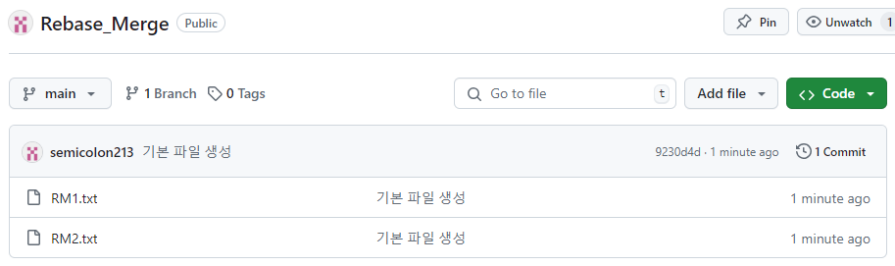 Rebase_Merge Public Pin Unwatch 1
main 1 Branch 0 Tags Go to file t Add file Code
semicolon213 기본 파일 생성 9230d4d · 1 minute ago 1 Commit
RM1.txt 기본 파일 생성 1 minute ago
RM2.txt 기본 파일 생성 1 minute ago